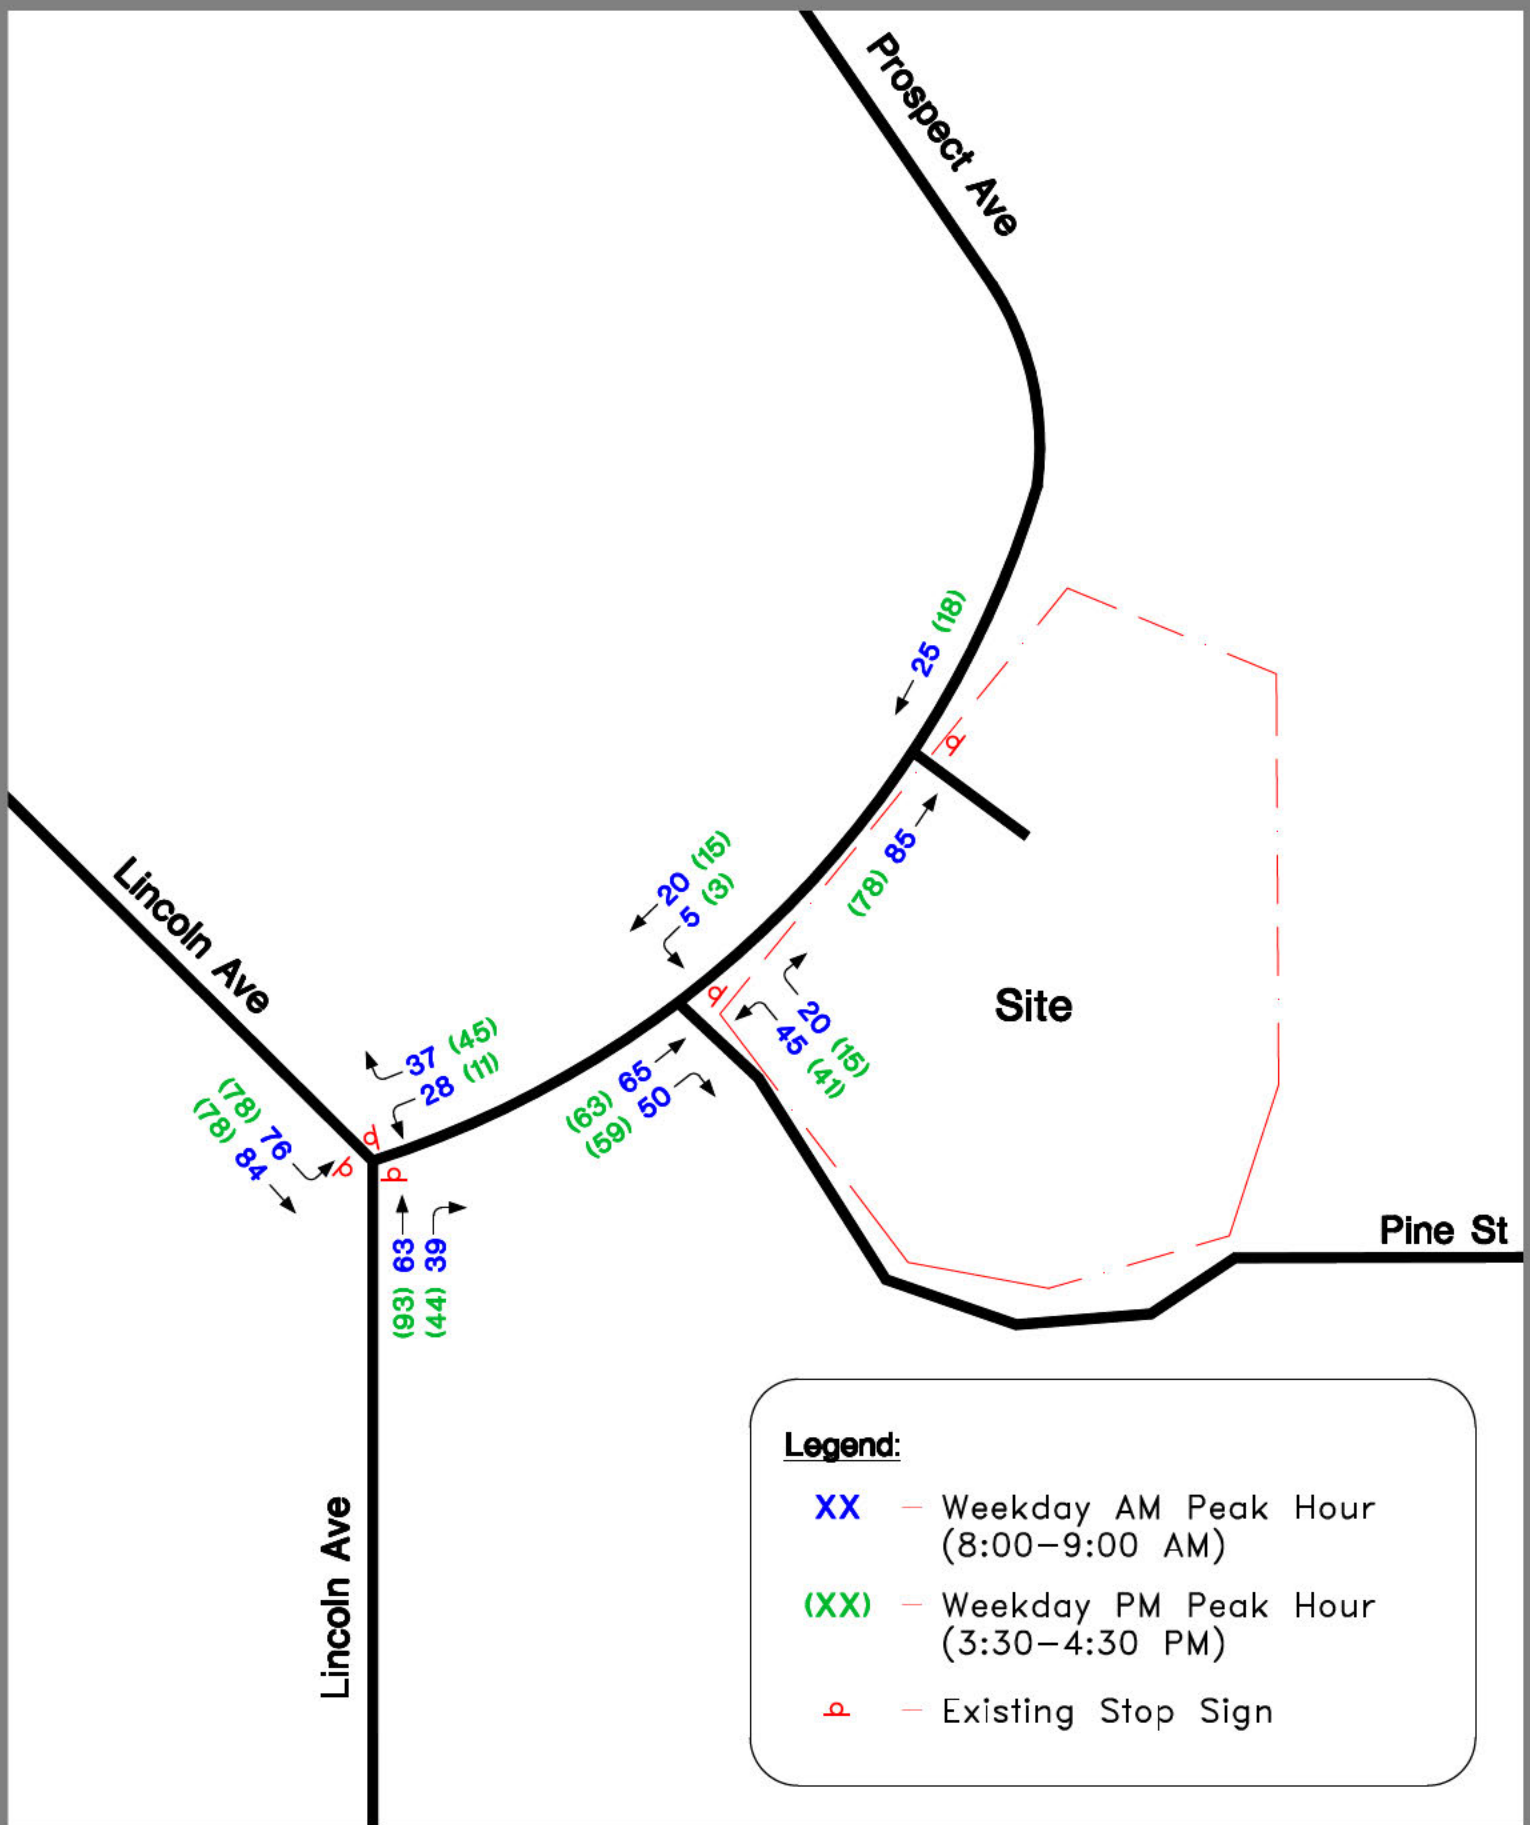 Prospect Ave
25 (18)
(78) 85
20 (15)
5 (3)
Lincoln Ave
Site
20 (15)
45 (41)
37 (45)
28 (11)
(63) 65
(59) 50
(78) 76
(78) 84
(93) 63
(44) 39
Pine St
Lincoln Ave
Legend:
XX — Weekday AM Peak Hour
(8:00–9:00 AM)
(XX) — Weekday PM Peak Hour
(3:30–4:30 PM)
— Existing Stop Sign